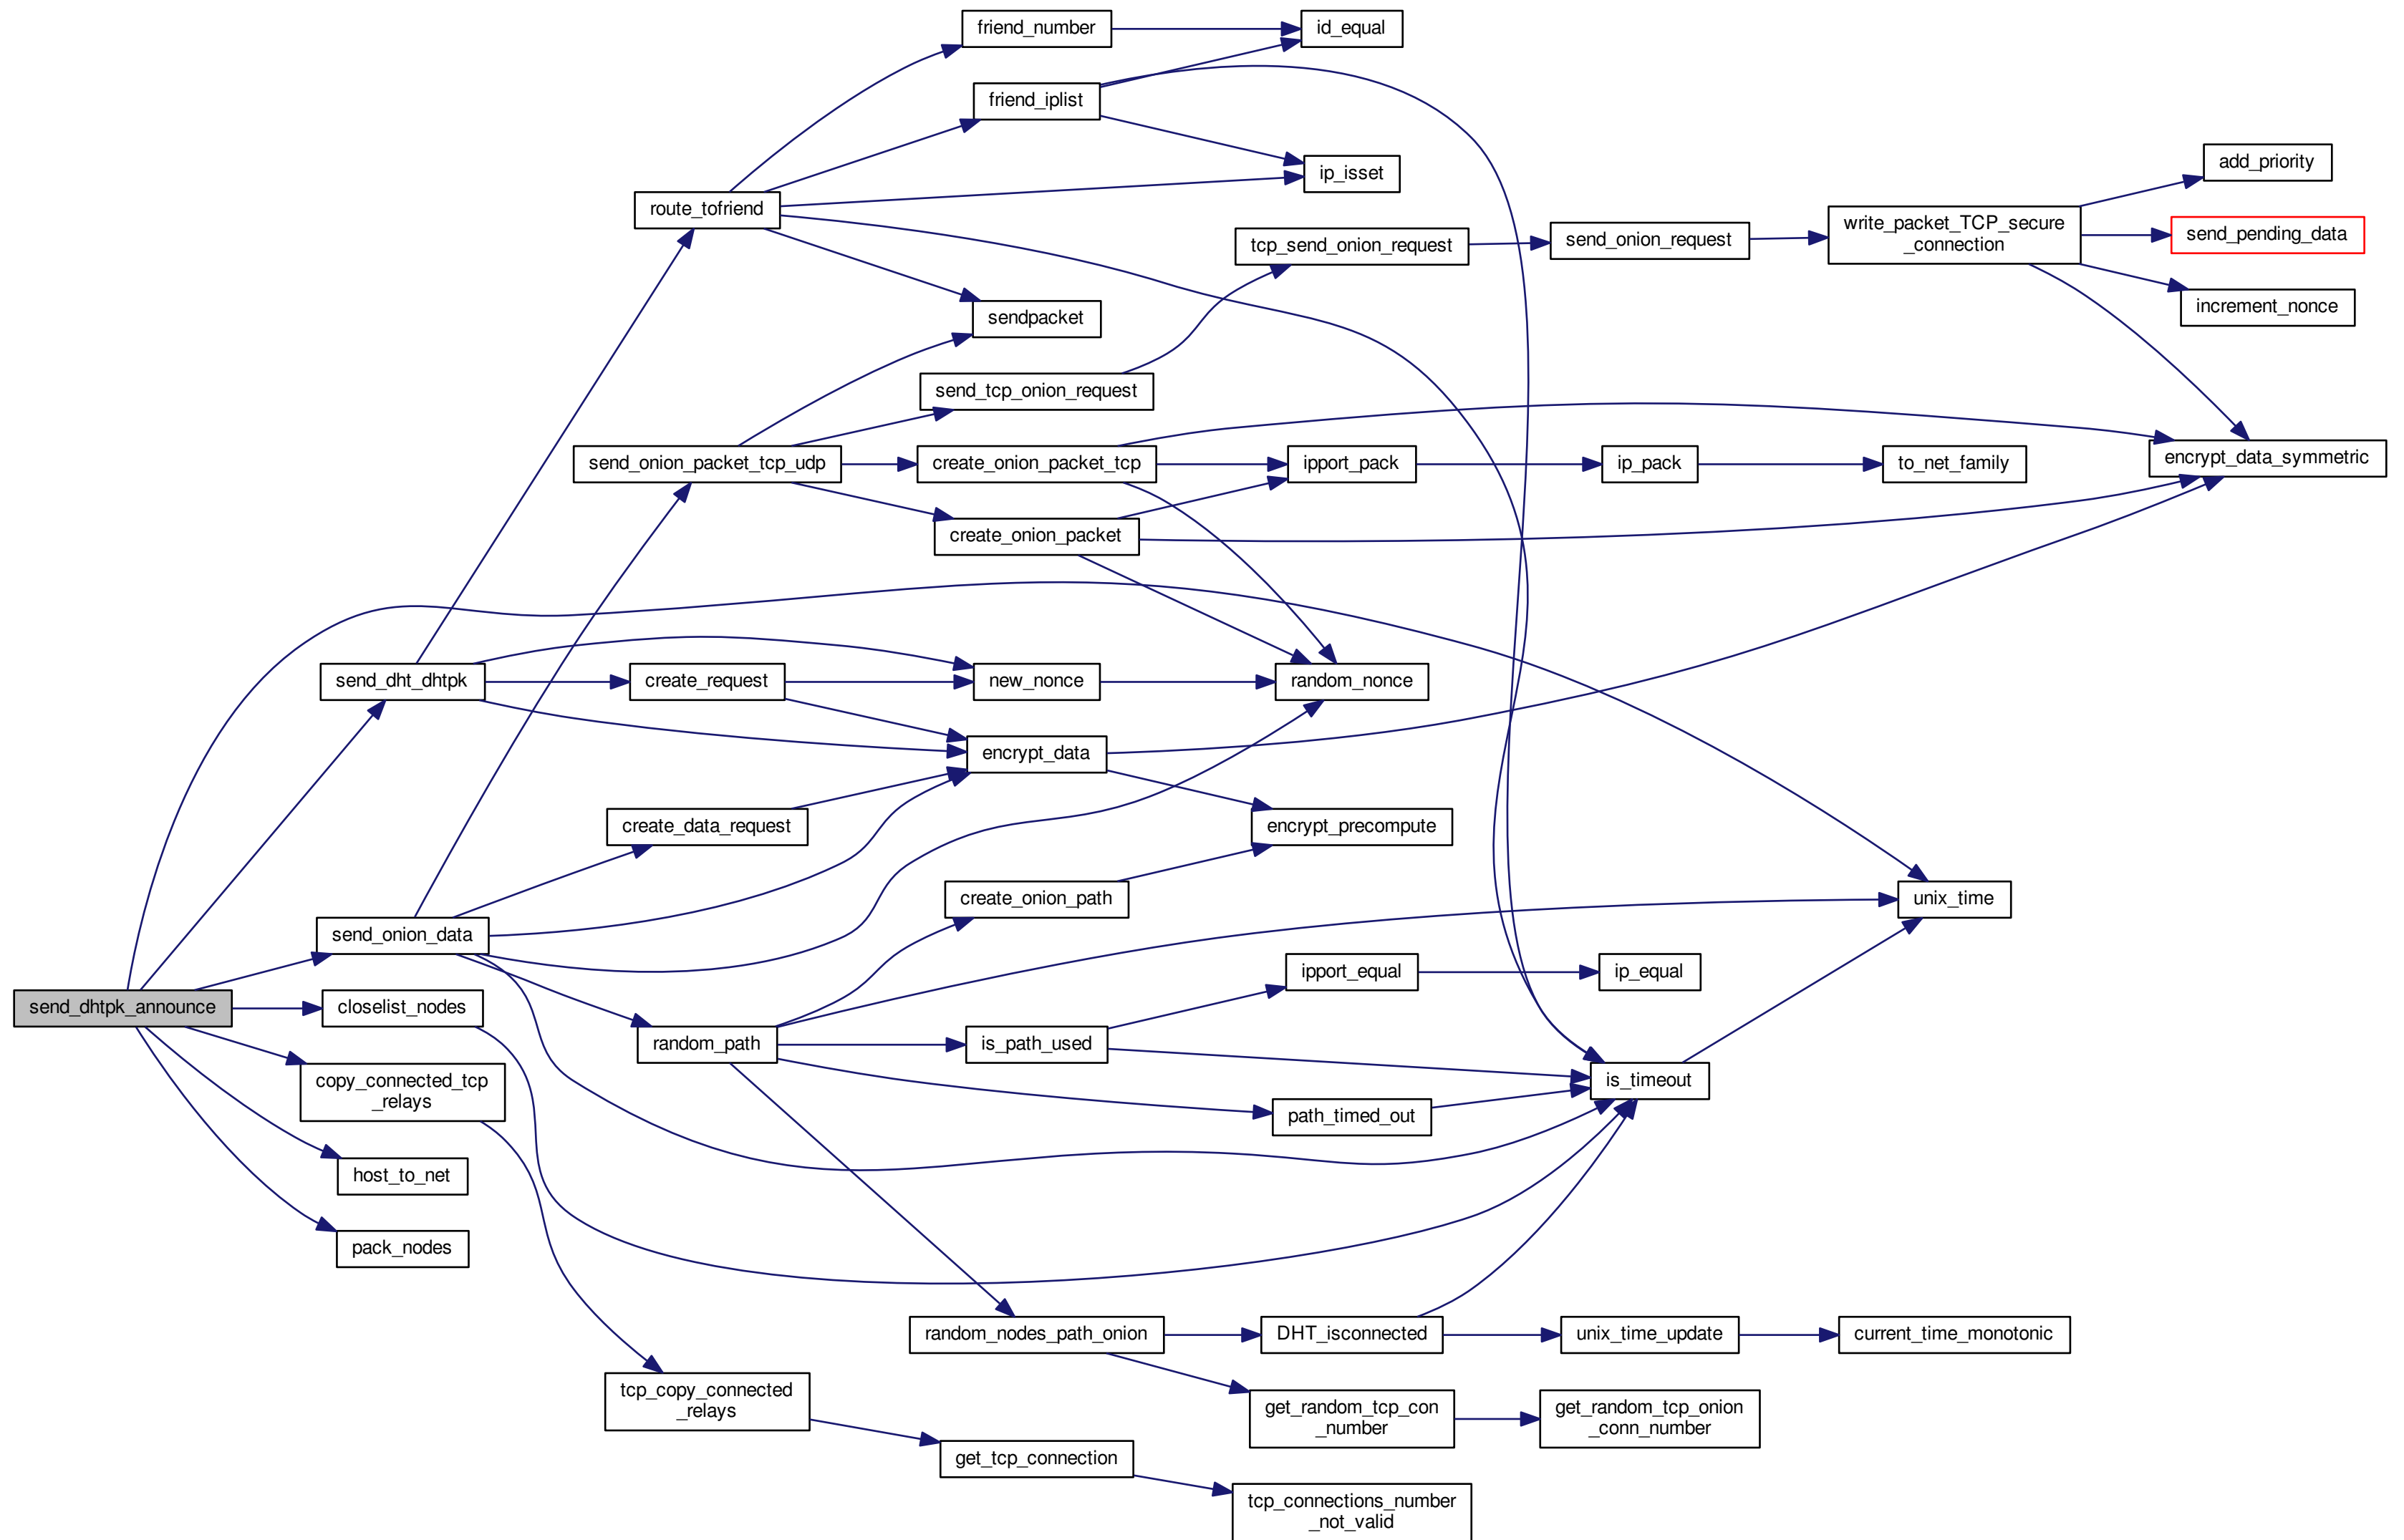 friend_number
id_equal
friend_iplist
add_priority
ip_isset
route_tofriend
write_packet_TCP_secure
_connection
send_pending_data
tcp_send_onion_request
send_onion_request
increment_nonce
sendpacket
send_tcp_onion_request
send_onion_packet_tcp_udp
create_onion_packet_tcp
ipport_pack
ip_pack
to_net_family
encrypt_data_symmetric
create_onion_packet
send_dht_dhtpk
create_request
new_nonce
random_nonce
encrypt_data
create_data_request
encrypt_precompute
create_onion_path
unix_time
send_onion_data
ipport_equal
ip_equal
send_dhtpk_announce
closelist_nodes
random_path
is_path_used
copy_connected_tcp
_relays
is_timeout
path_timed_out
host_to_net
pack_nodes
random_nodes_path_onion
DHT_isconnected
unix_time_update
current_time_monotonic
tcp_copy_connected
_relays
get_random_tcp_con
_number
get_random_tcp_onion
_conn_number
get_tcp_connection
tcp_connections_number
_not_valid